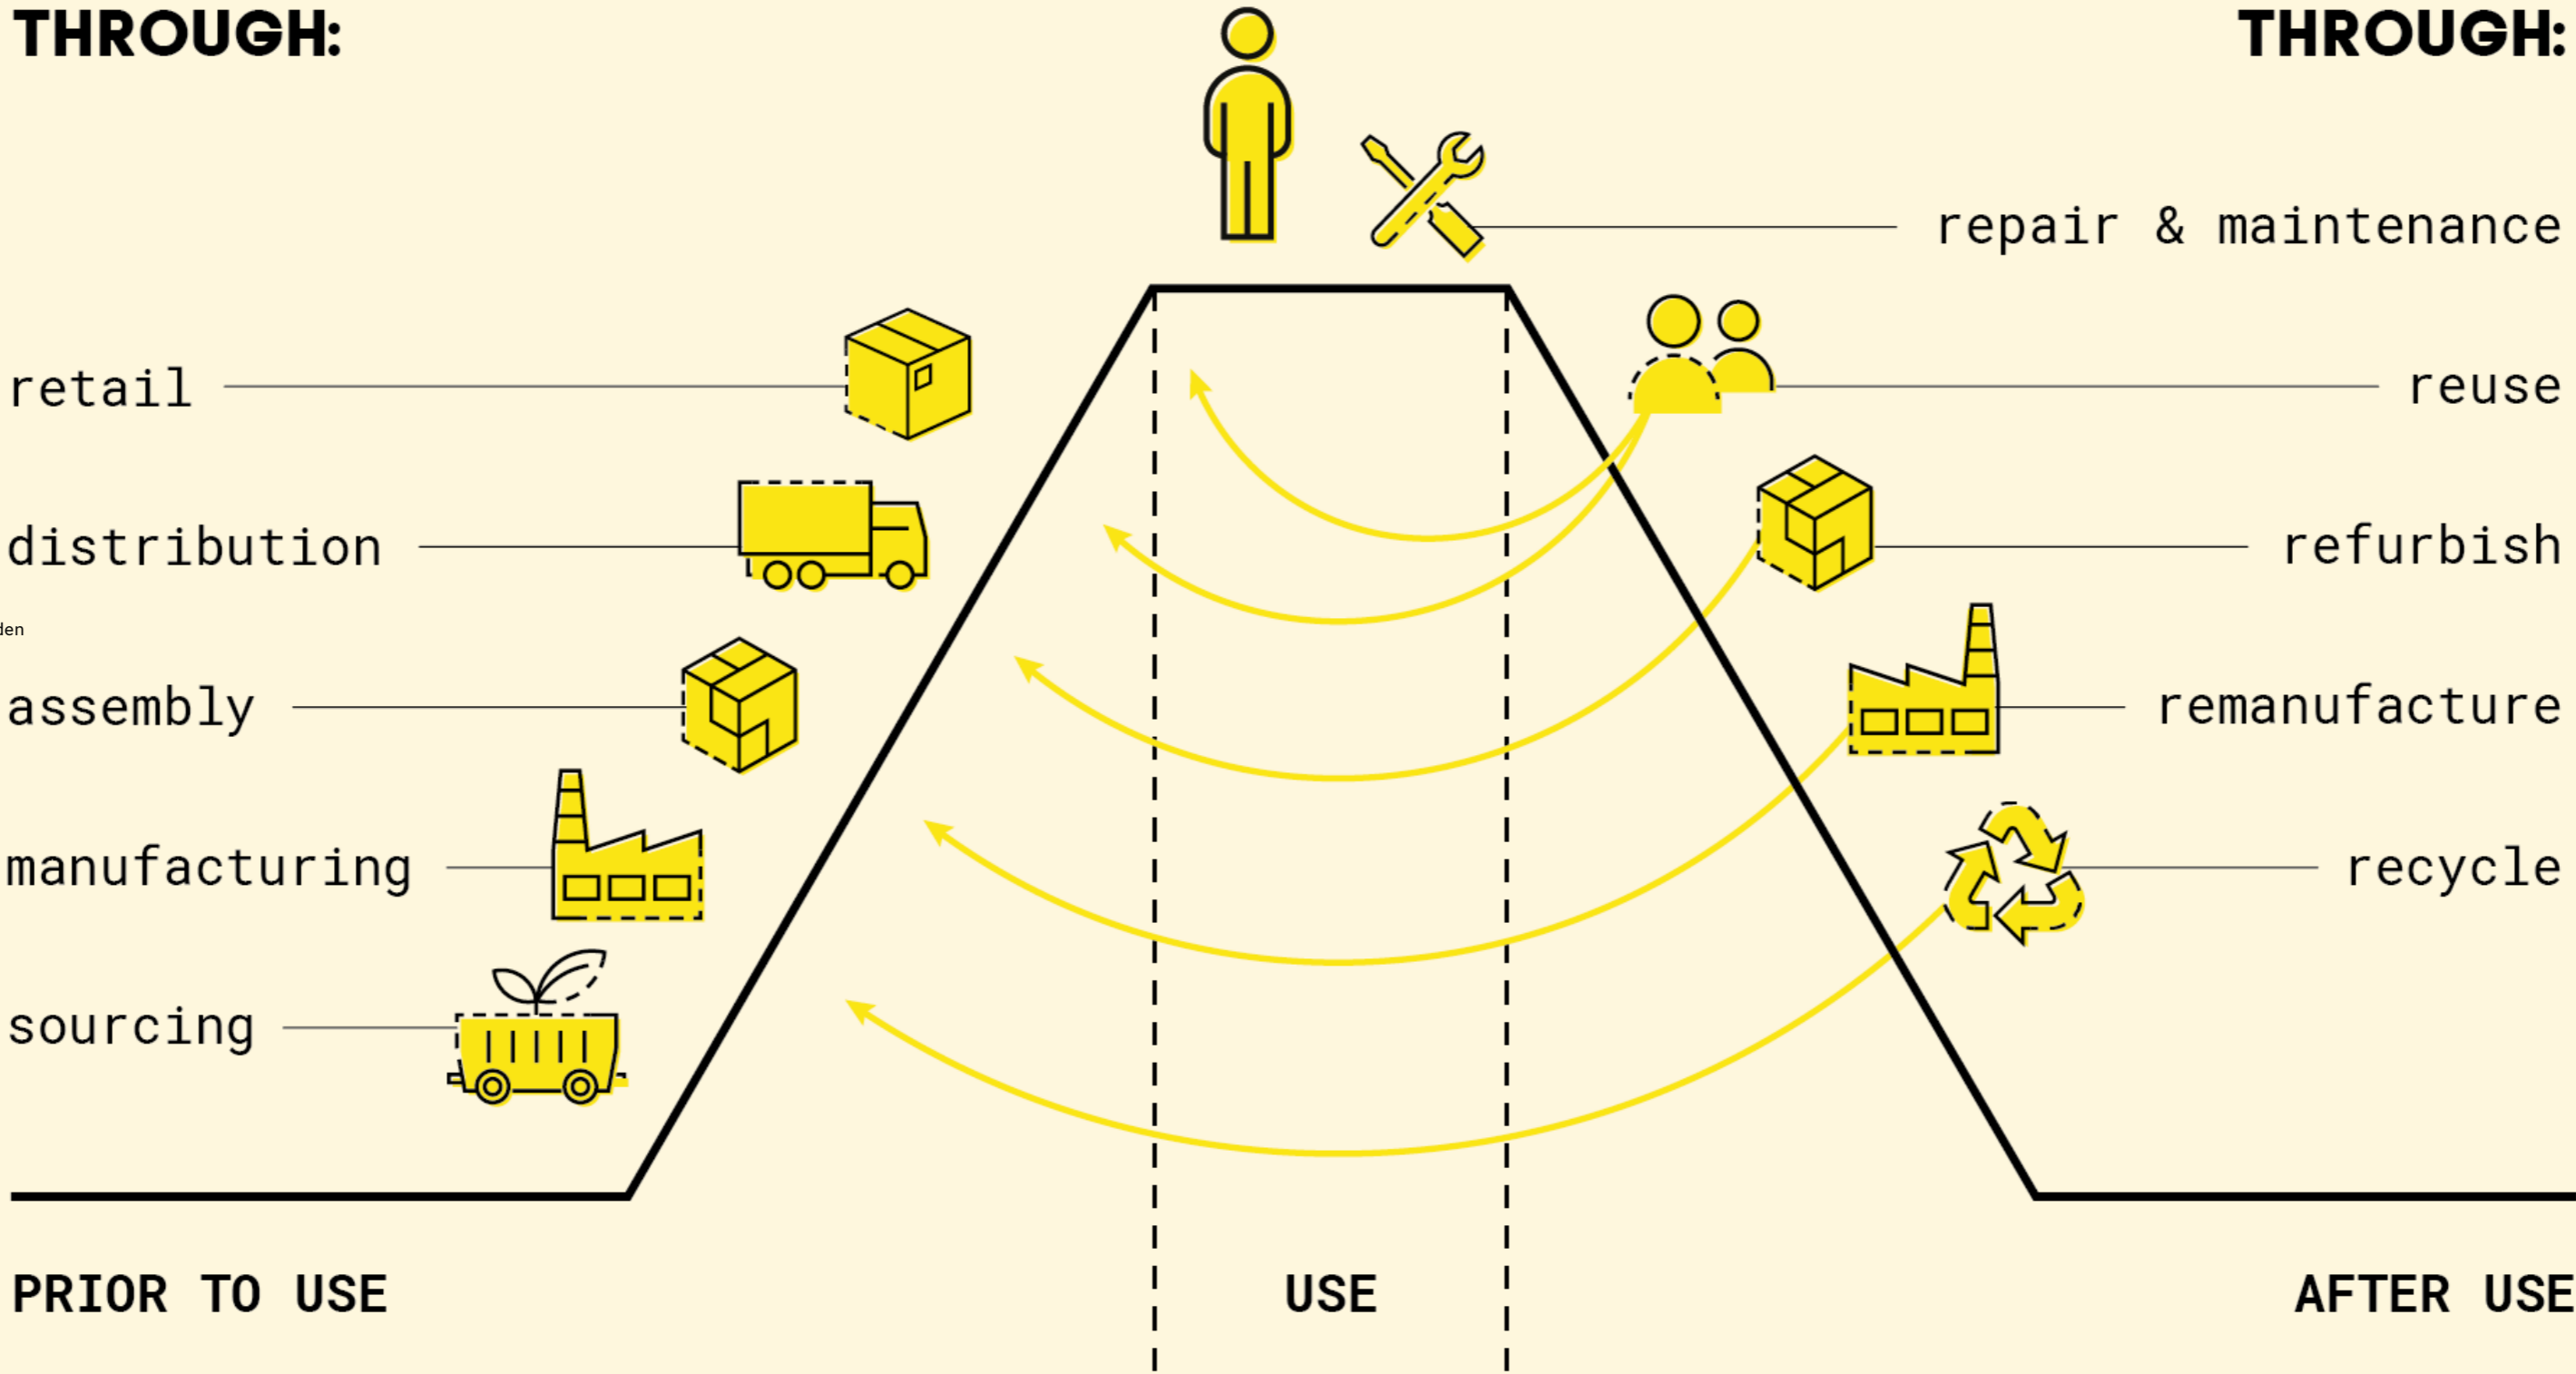 THROUGH:
THROUGH:
repair & maintenance
retail
reuse
distribution
refurbish
den
assembly
remanufacture
manufacturing
recycle
sourcing
PRIOR TO USE
USE
AFTER USE